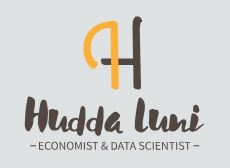 H
Hudda Luni
– ECONOMIST & DATA SCIENTIST –